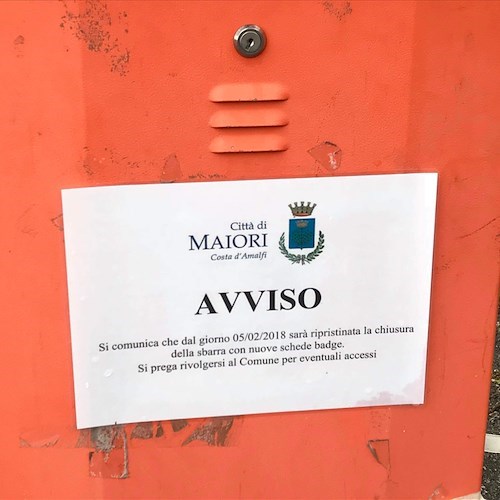 Città di
MAIORI
Costa d'Amalfi
AVVISO
Si comunica che dal giorno 05/02/2018 sarà ripristinata la chiusura
della sbarra con nuove schede badge.
Si prega rivolgersi al Comune per eventuali accessi